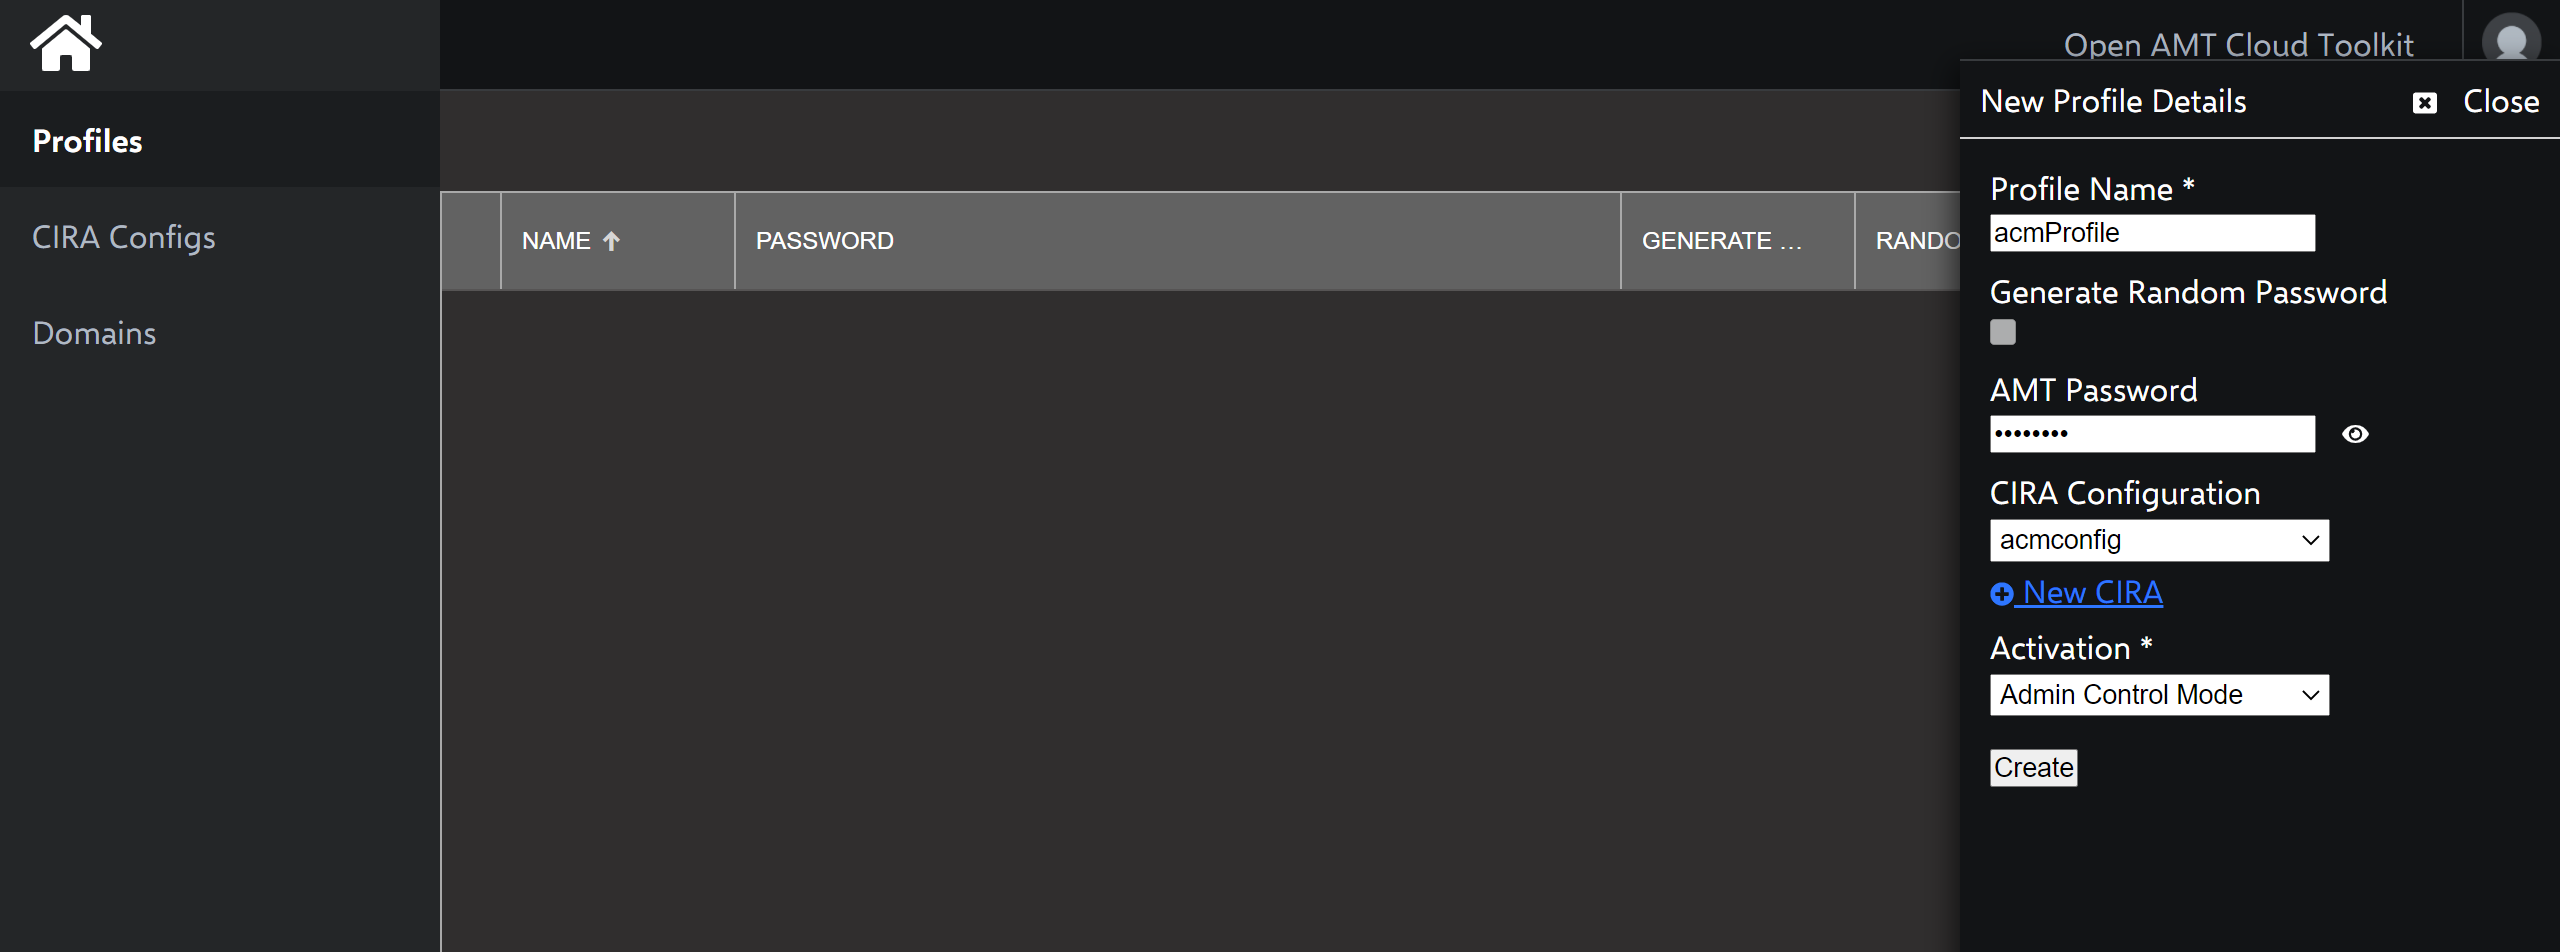 Open AMT Cloud Toolkit
Profiles
CIRA Configs
Domains
NAME
PASSWORD
GENERATE ...
RANDO
New Profile Details
Close
Profile Name *
acmProfile
Generate Random Password
AMT Password
••••••••
CIRA Configuration
acmconfig
New CIRA
Activation *
Admin Control Mode
Create